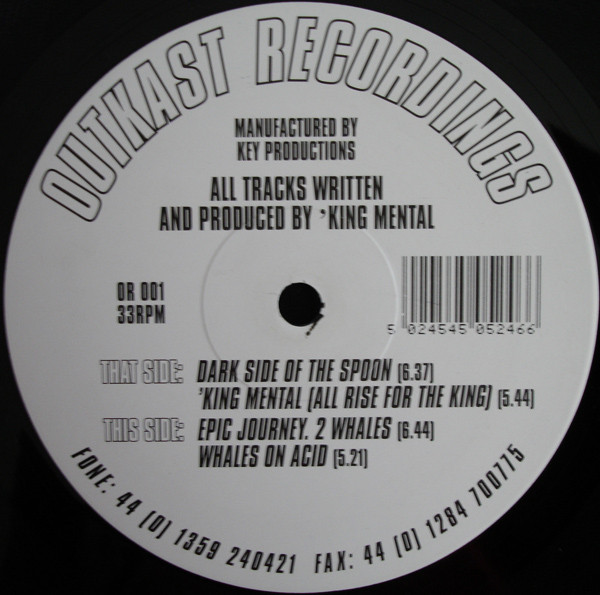 OUTKAST RECORDINGS
MANUFACTURED BY
KEY PRODUCTIONS
ALL TRACKS WRITTEN
AND PRODUCED BY 'KING MENTAL
OR 001
33RPM
5 024545 052466
THAT SIDE: DARK SIDE OF THE SPOON (6.37)
'KING MENTAL (ALL RISE FOR THE KING) (5.44)
THIS SIDE: EPIC JOURNEY. 2 WHALES (6.44)
WHALES ON ACID (5.21)
FONE: 44 (0) 1359 240421 FAX: 44 (0) 1284 700775